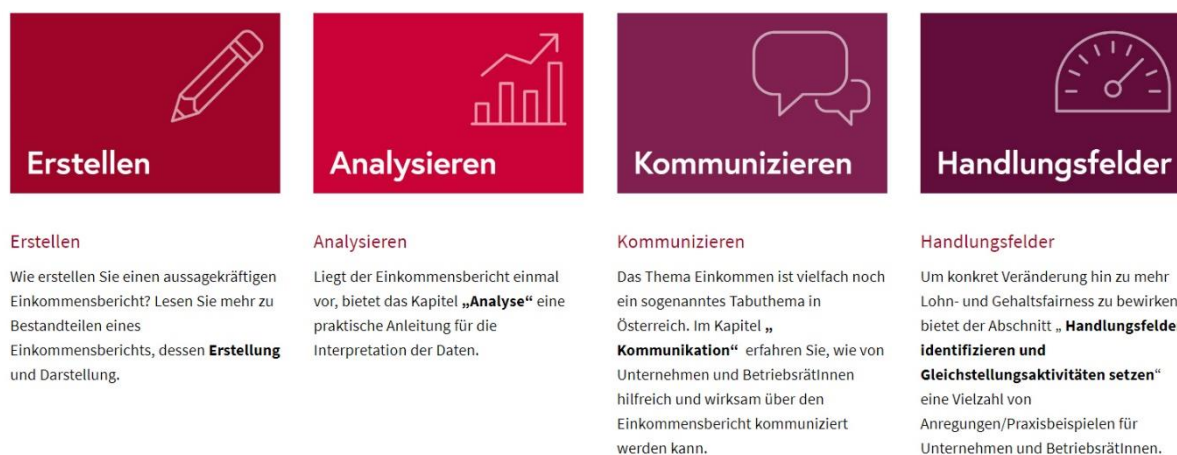 Erstellen
Analysieren
Kommunizieren
Handlungsfelder
Erstellen
Wie erstellen Sie einen aussagekräftigen
Einkommensbericht? Lesen Sie mehr zu
Bestandteilen eines
Einkommensberichts, dessen Erstellung
und Darstellung.
Analysieren
Liegt der Einkommensbericht einmal
vor, bietet das Kapitel „Analyse“ eine
praktische Anleitung für die
Interpretation der Daten.
Kommunizieren
Das Thema Einkommen ist vielfach noch
ein sogenanntes Tabuthema in
Österreich. Im Kapitel „
Kommunikation“ erfahren Sie, wie von
Unternehmen und BetriebsrätInnen
hilfreich und wirksam über den
Einkommensbericht kommuniziert
werden kann.
Handlungsfelder
Um konkret Veränderung hin zu mehr
Lohn- und Gehaltsfairness zu bewirken
bietet der Abschnitt „ Handlungsfelde
identifizieren und
Gleichstellungsaktivitäten setzen“
eine Vielzahl von
Anregungen/Praxisbeispielen für
Unternehmen und BetriebsrätInnen.